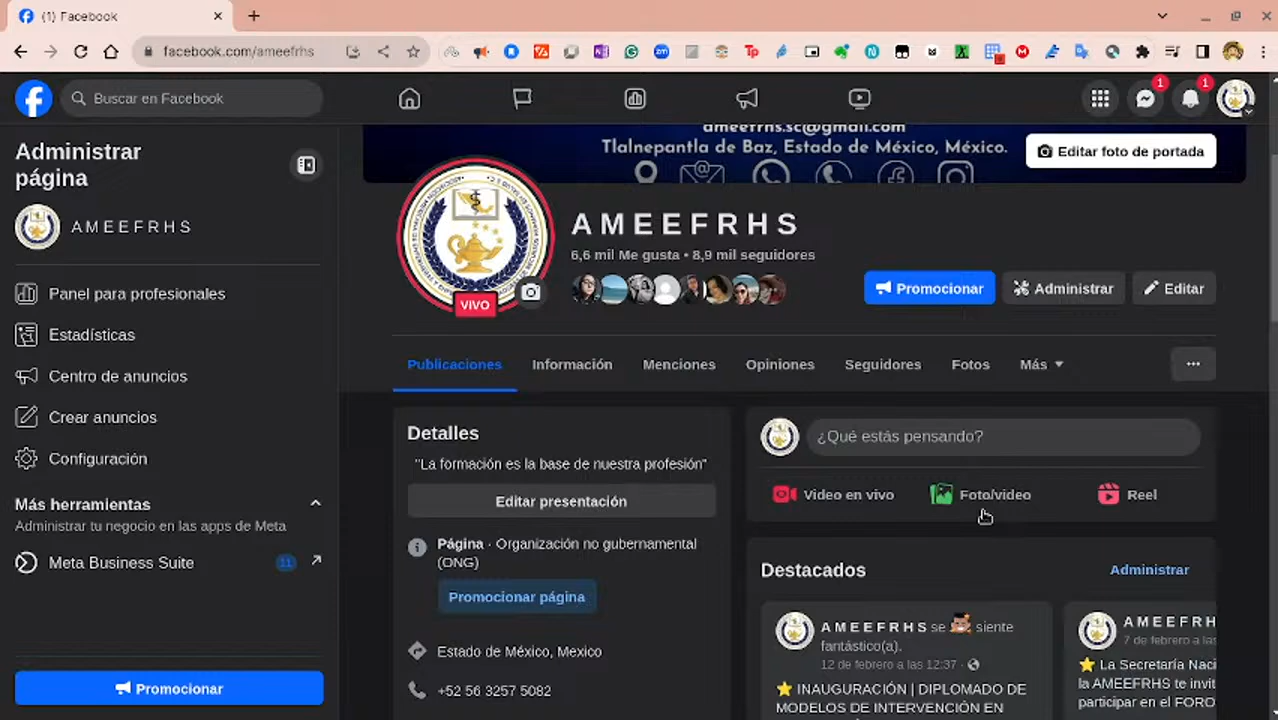 (1) Facebook
facebook.com/ameefrhs
Buscar en Facebook
1
1
Administrar
página
A M E E F R H S
Panel para profesionales
Estadísticas
Centro de anuncios
Crear anuncios
Configuración
Más herramientas
Administrar tu negocio en las apps de Meta
Meta Business Suite
11
Promocionar
ameefrhs.sc@gmail.com
Tlalnepantla de Baz, Estado de México, México.
Editar foto de portada
VIVO
A M E E F R H S
6,6 mil Me gusta • 8,9 mil seguidores
Promocionar
Administrar
Editar
Publicaciones
Información
Menciones
Opiniones
Seguidores
Fotos
Más
Detalles
"La formación es la base de nuestra profesión"
Editar presentación
Página · Organización no gubernamental
(ONG)
Promocionar página
Estado de México, Mexico
+52 56 3257 5082
¿Qué estás pensando?
Video en vivo
Foto/video
Reel
Destacados
Administrar
A M E E F R H S se siente
fantástico(a).
12 de febrero a las 12:37 ·
INAUGURACIÓN | DIPLOMADO DE
MODELOS DE INTERVENCIÓN EN
A M E E F R H
7 de febrero a las
La Secretaría Naci
la AMEEFRHS te invit
participar en el FORO